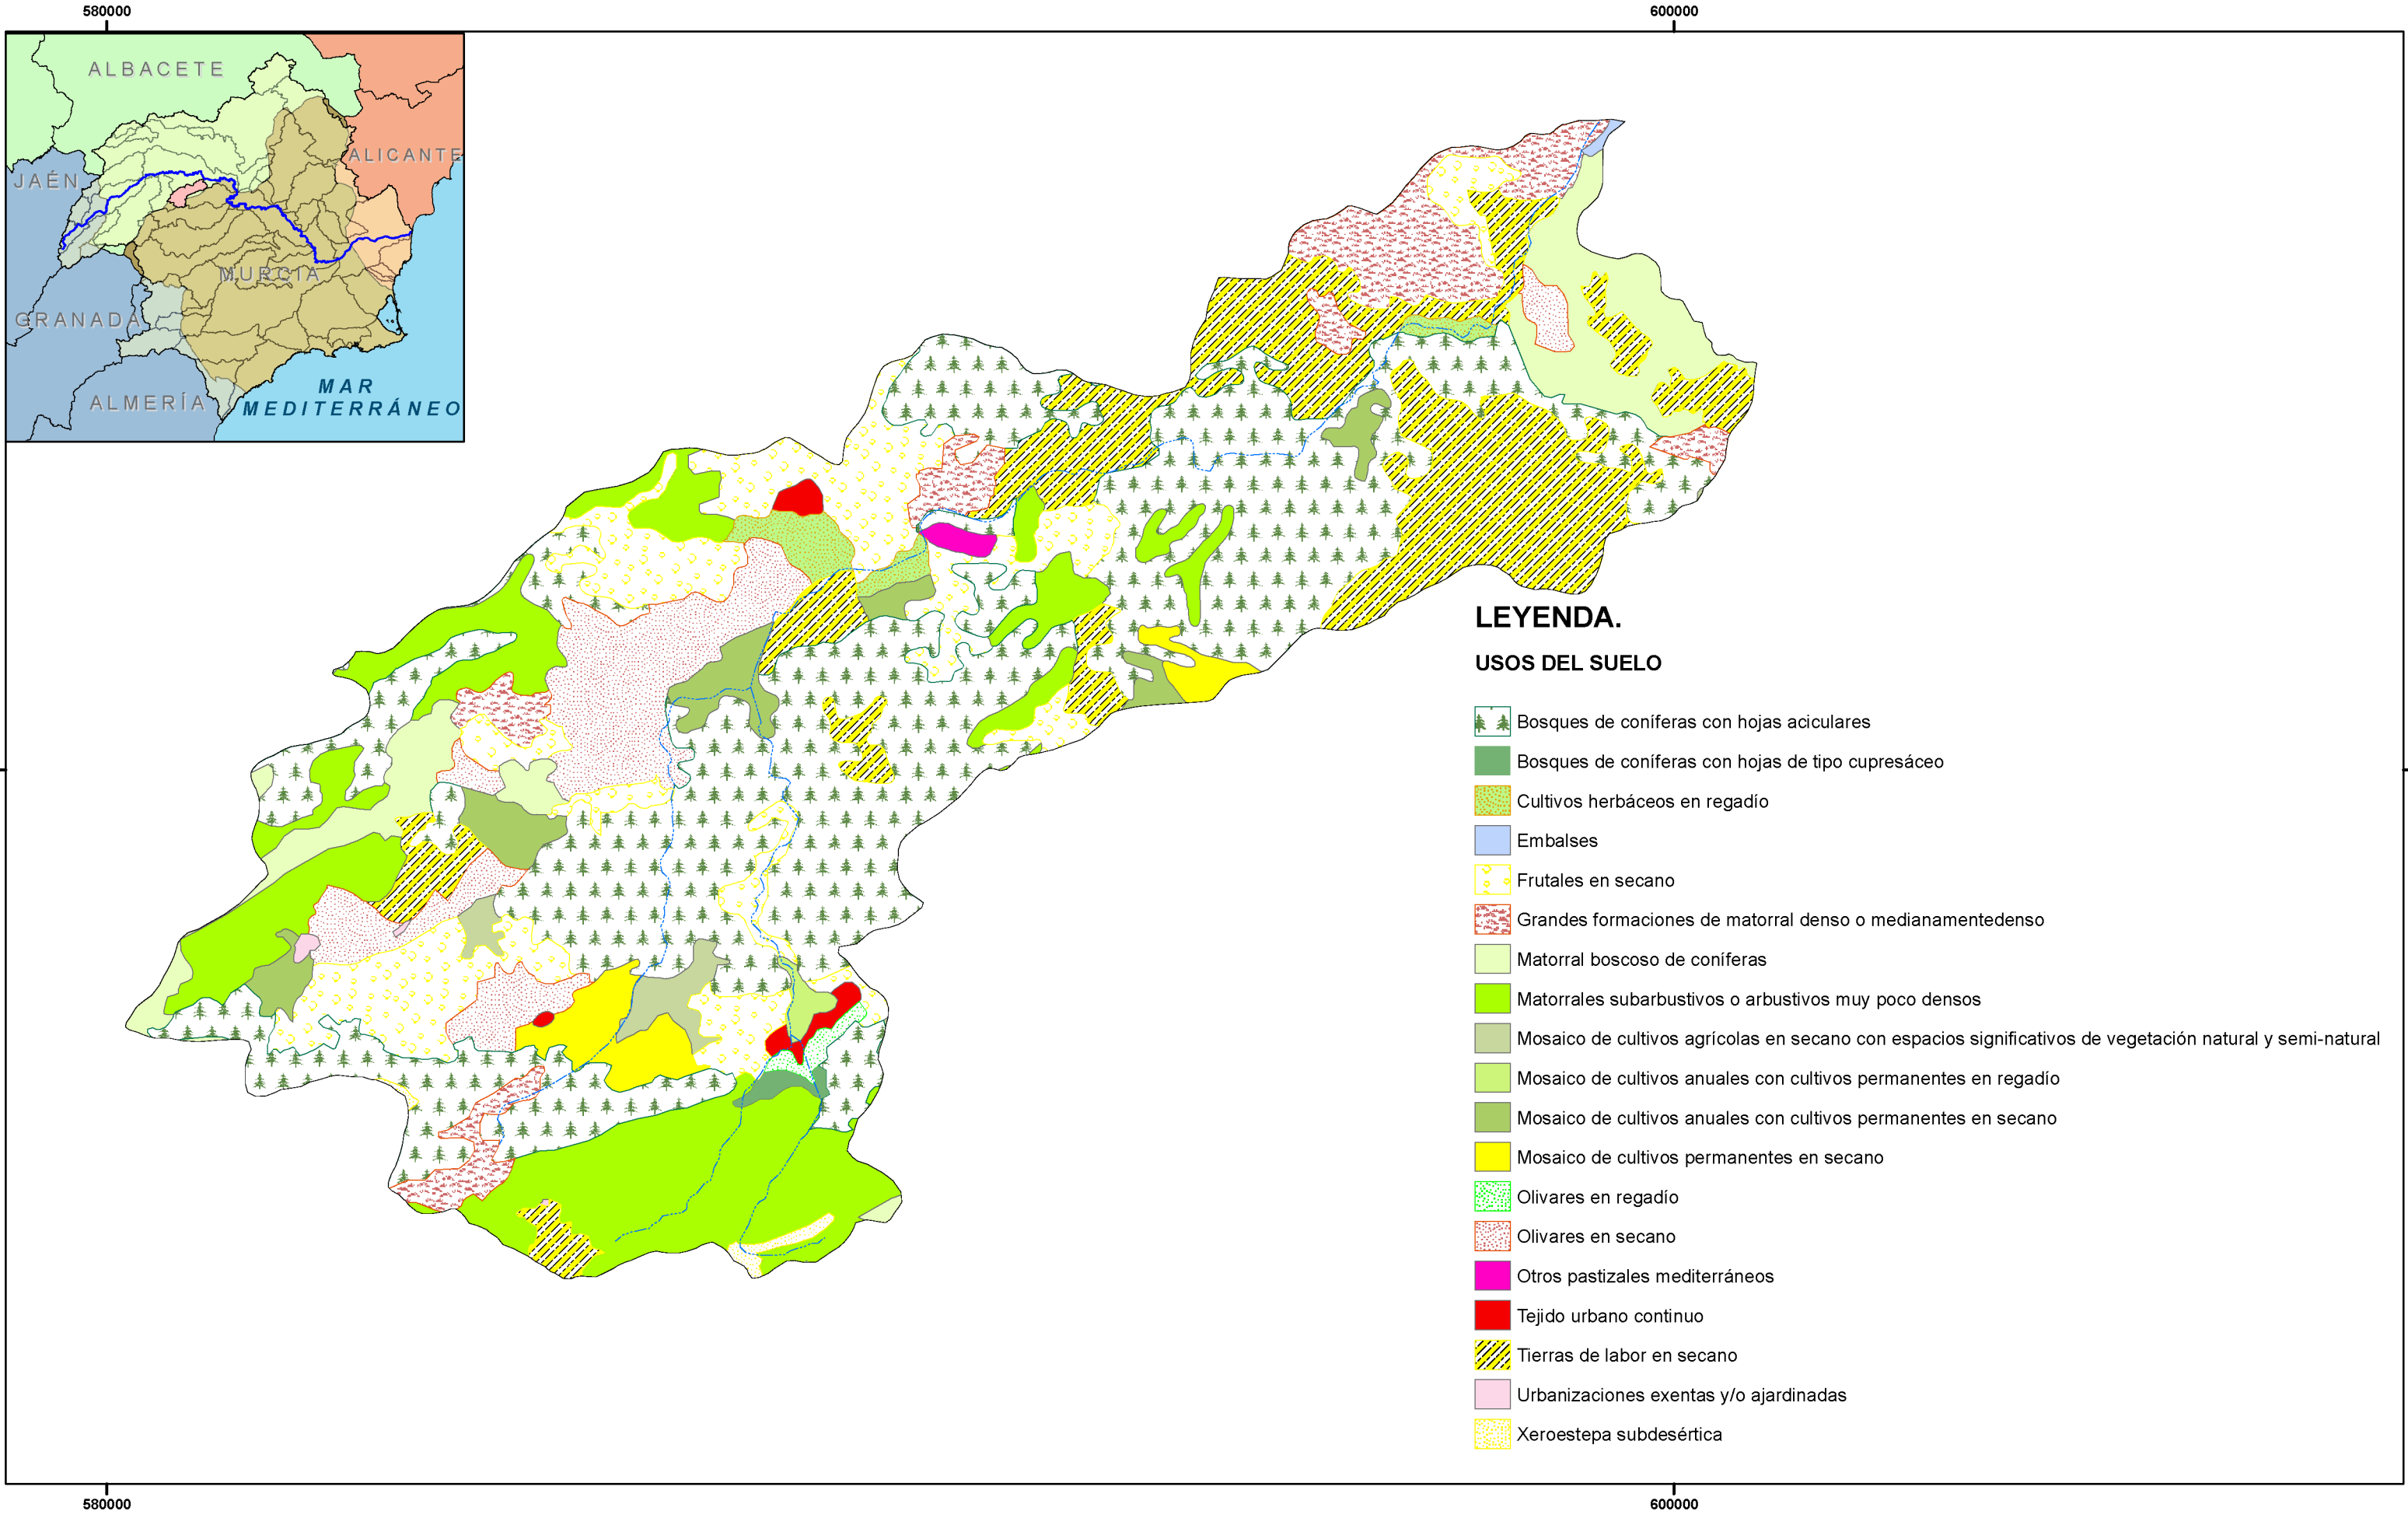 580000
600000
ALBACETE
ALICANTE
JAÉN
MURCIA
GRANADA
MAR
MEDITERRÁNEO
ALMERÍA
LEYENDA.
USOS DEL SUELO
Bosques de coníferas con hojas aciculares
Bosques de coníferas con hojas de tipo cupresáceo
Cultivos herbáceos en regadío
Embalses
Frutales en secano
Grandes formaciones de matorral denso o medianamentedenso
Matorral boscoso de coníferas
Matorrales subarbustivos o arbustivos muy poco densos
Mosaico de cultivos agrícolas en secano con espacios significativos de vegetación natural y semi-natural
Mosaico de cultivos anuales con cultivos permanentes en regadío
Mosaico de cultivos anuales con cultivos permanentes en secano
Mosaico de cultivos permanentes en secano
Olivares en regadío
Olivares en secano
Otros pastizales mediterráneos
Tejido urbano continuo
Tierras de labor en secano
Urbanizaciones exentas y/o ajardinadas
Xeroestepa subdesértica
580000
600000